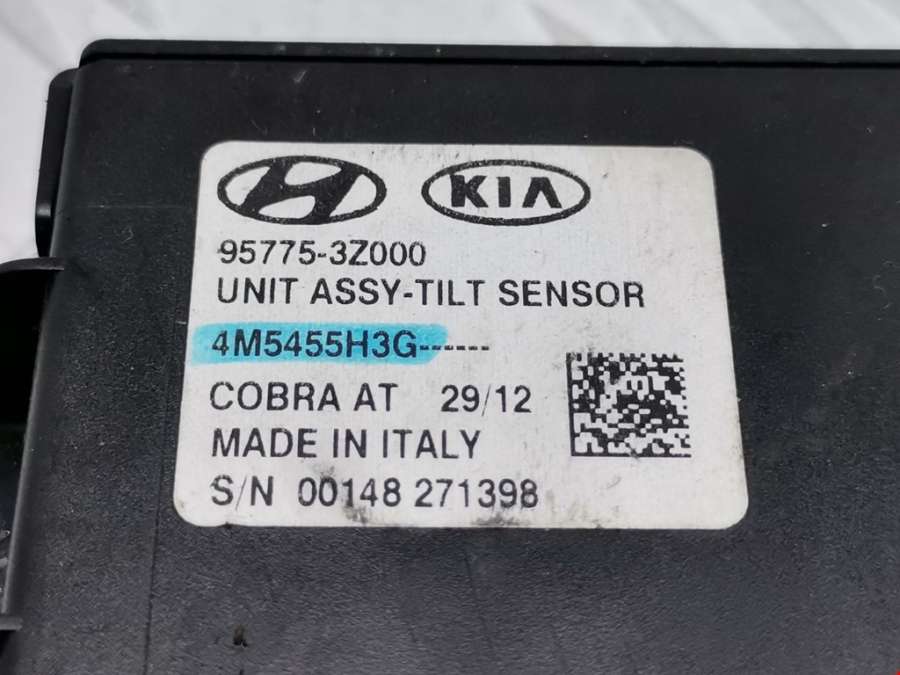 KIA
95775-3Z000
UNIT ASSY-TILT SENSOR
4M5455H3G------
COBRA AT 29/12
MADE IN ITALY
S/N 00148 271398